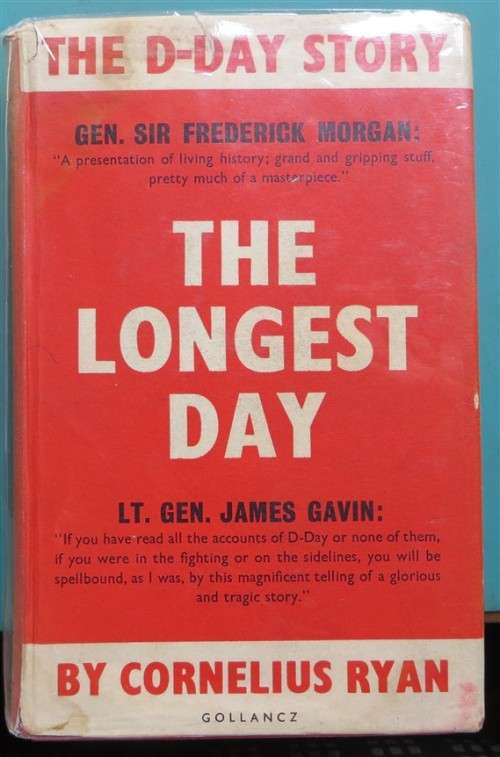 THE D-DAY STORY
GEN. SIR FREDERICK MORGAN:
"A presentation of living history; grand and gripping stuff,
pretty much of a masterpiece."
THE
LONGEST
DAY
LT. GEN. JAMES GAVIN:
"If you have read all the accounts of D-Day or none of them,
if you were in the fighting or on the sidelines, you will be
spellbound, as I was, by this magnificent telling of a glorious
and tragic story."
BY CORNELIUS RYAN
GOLLANCZ